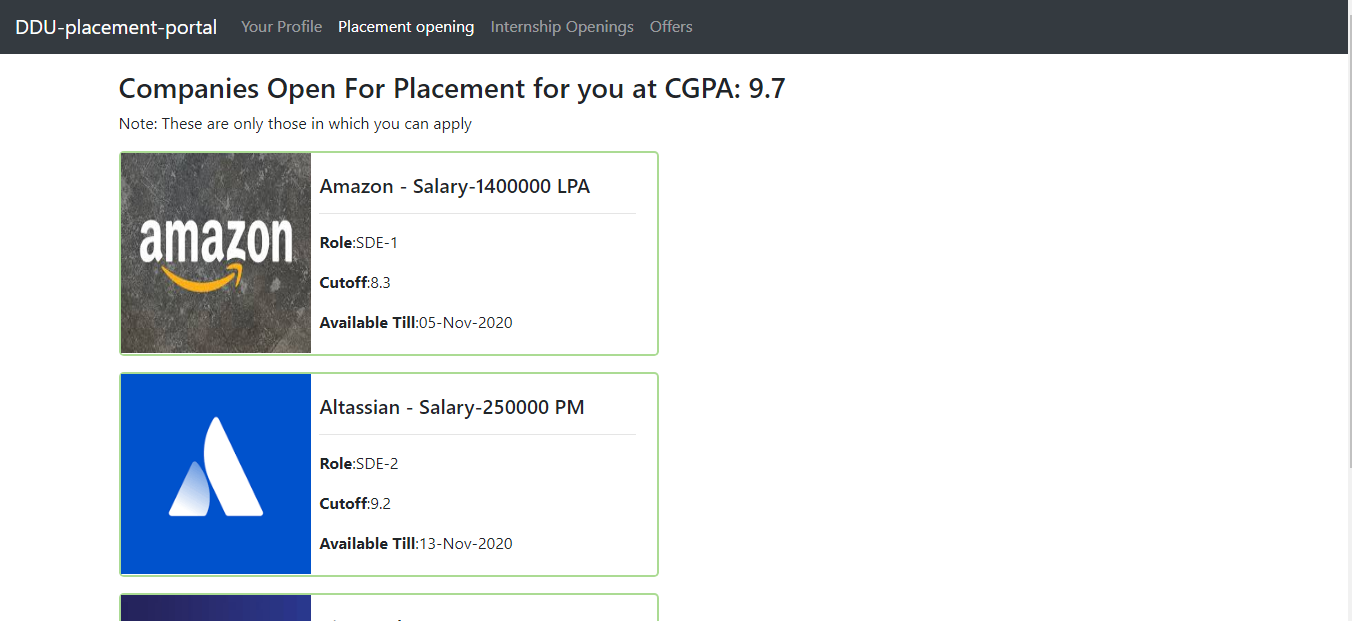 DDU-placement-portal Your Profile Placement opening Internship Openings Offers
Companies Open For Placement for you at CGPA: 9.7
Note: These are only those in which you can apply
amazon
Amazon - Salary-1400000 LPA
Role:SDE-1
Cutoff:8.3
Available Till:05-Nov-2020
Altassian - Salary-250000 PM
Role:SDE-2
Cutoff:9.2
Available Till:13-Nov-2020